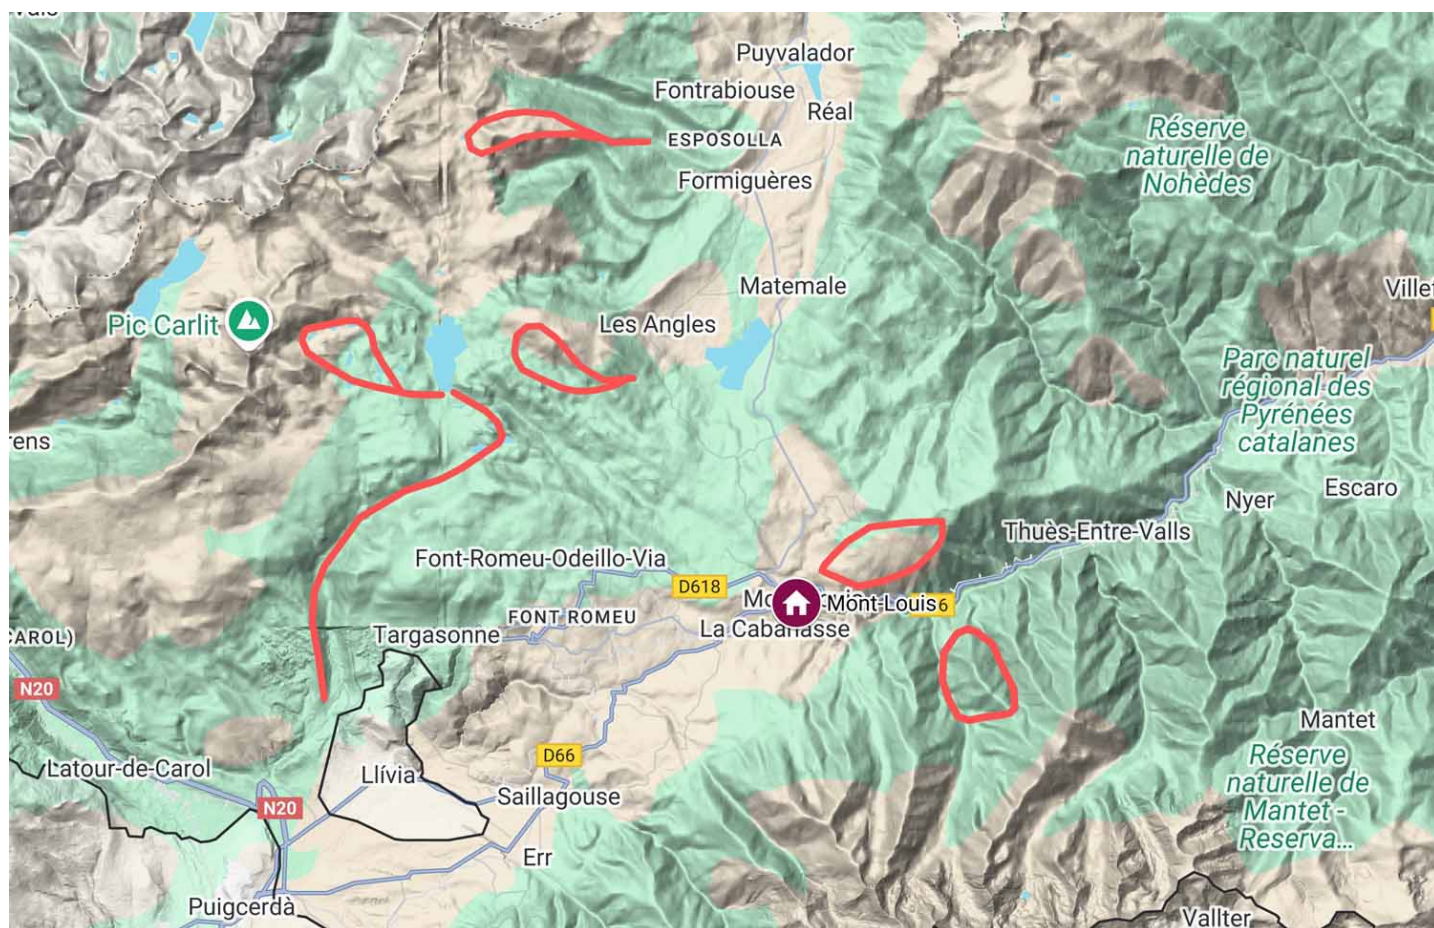 Puyvalador
Fontrabiouse
Réal
ESPOSOLLA
Formiguères
Réserve
naturelle de
Nohèdes
Matemale
Pic Carlit
Les Angles
Parc naturel
régional des
Pyrénées
catalanes
Nyer
Escaro
Thuès-Entre-Valls
Font-Romeu-Odeillo-Via
D618
Mont-Louis
6
FONT ROMEU
Targasonne
La Cabanasse
CAROL)
N20
Mantet
Réserve
naturelle de
Mantet -
Reserva...
D66
Latour-de-Carol
Llívia
Saillagouse
N20
Err
Puigcerdà
Vallter